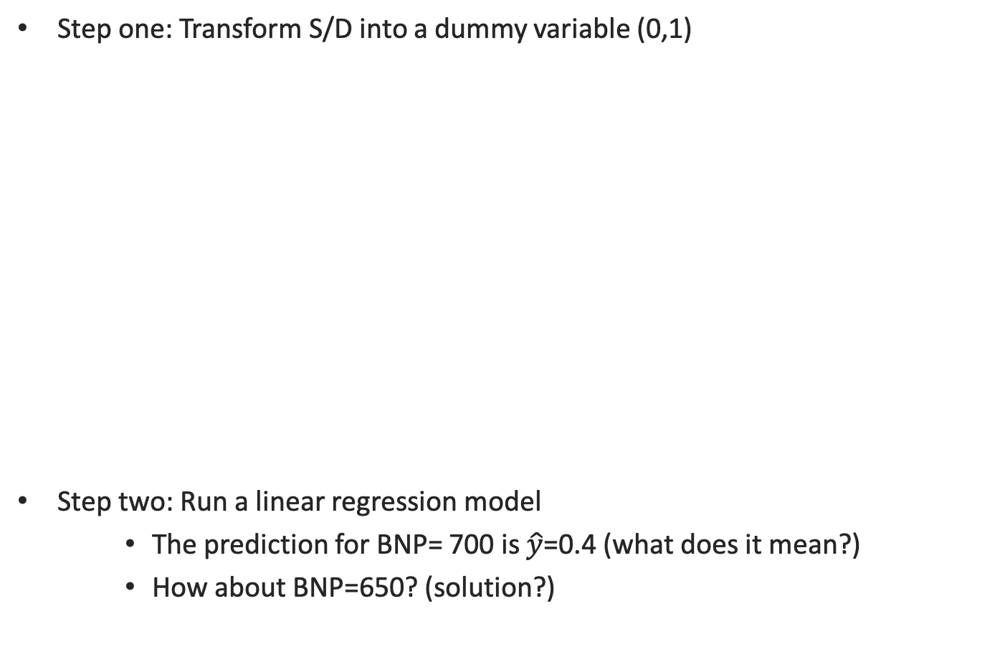 • Step one: Transform S/D into a dummy variable (0,1)
• Step two: Run a linear regression model
• The prediction for BNP= 700 is ŷ=0.4 (what does it mean?)
• How about BNP=650? (solution?)